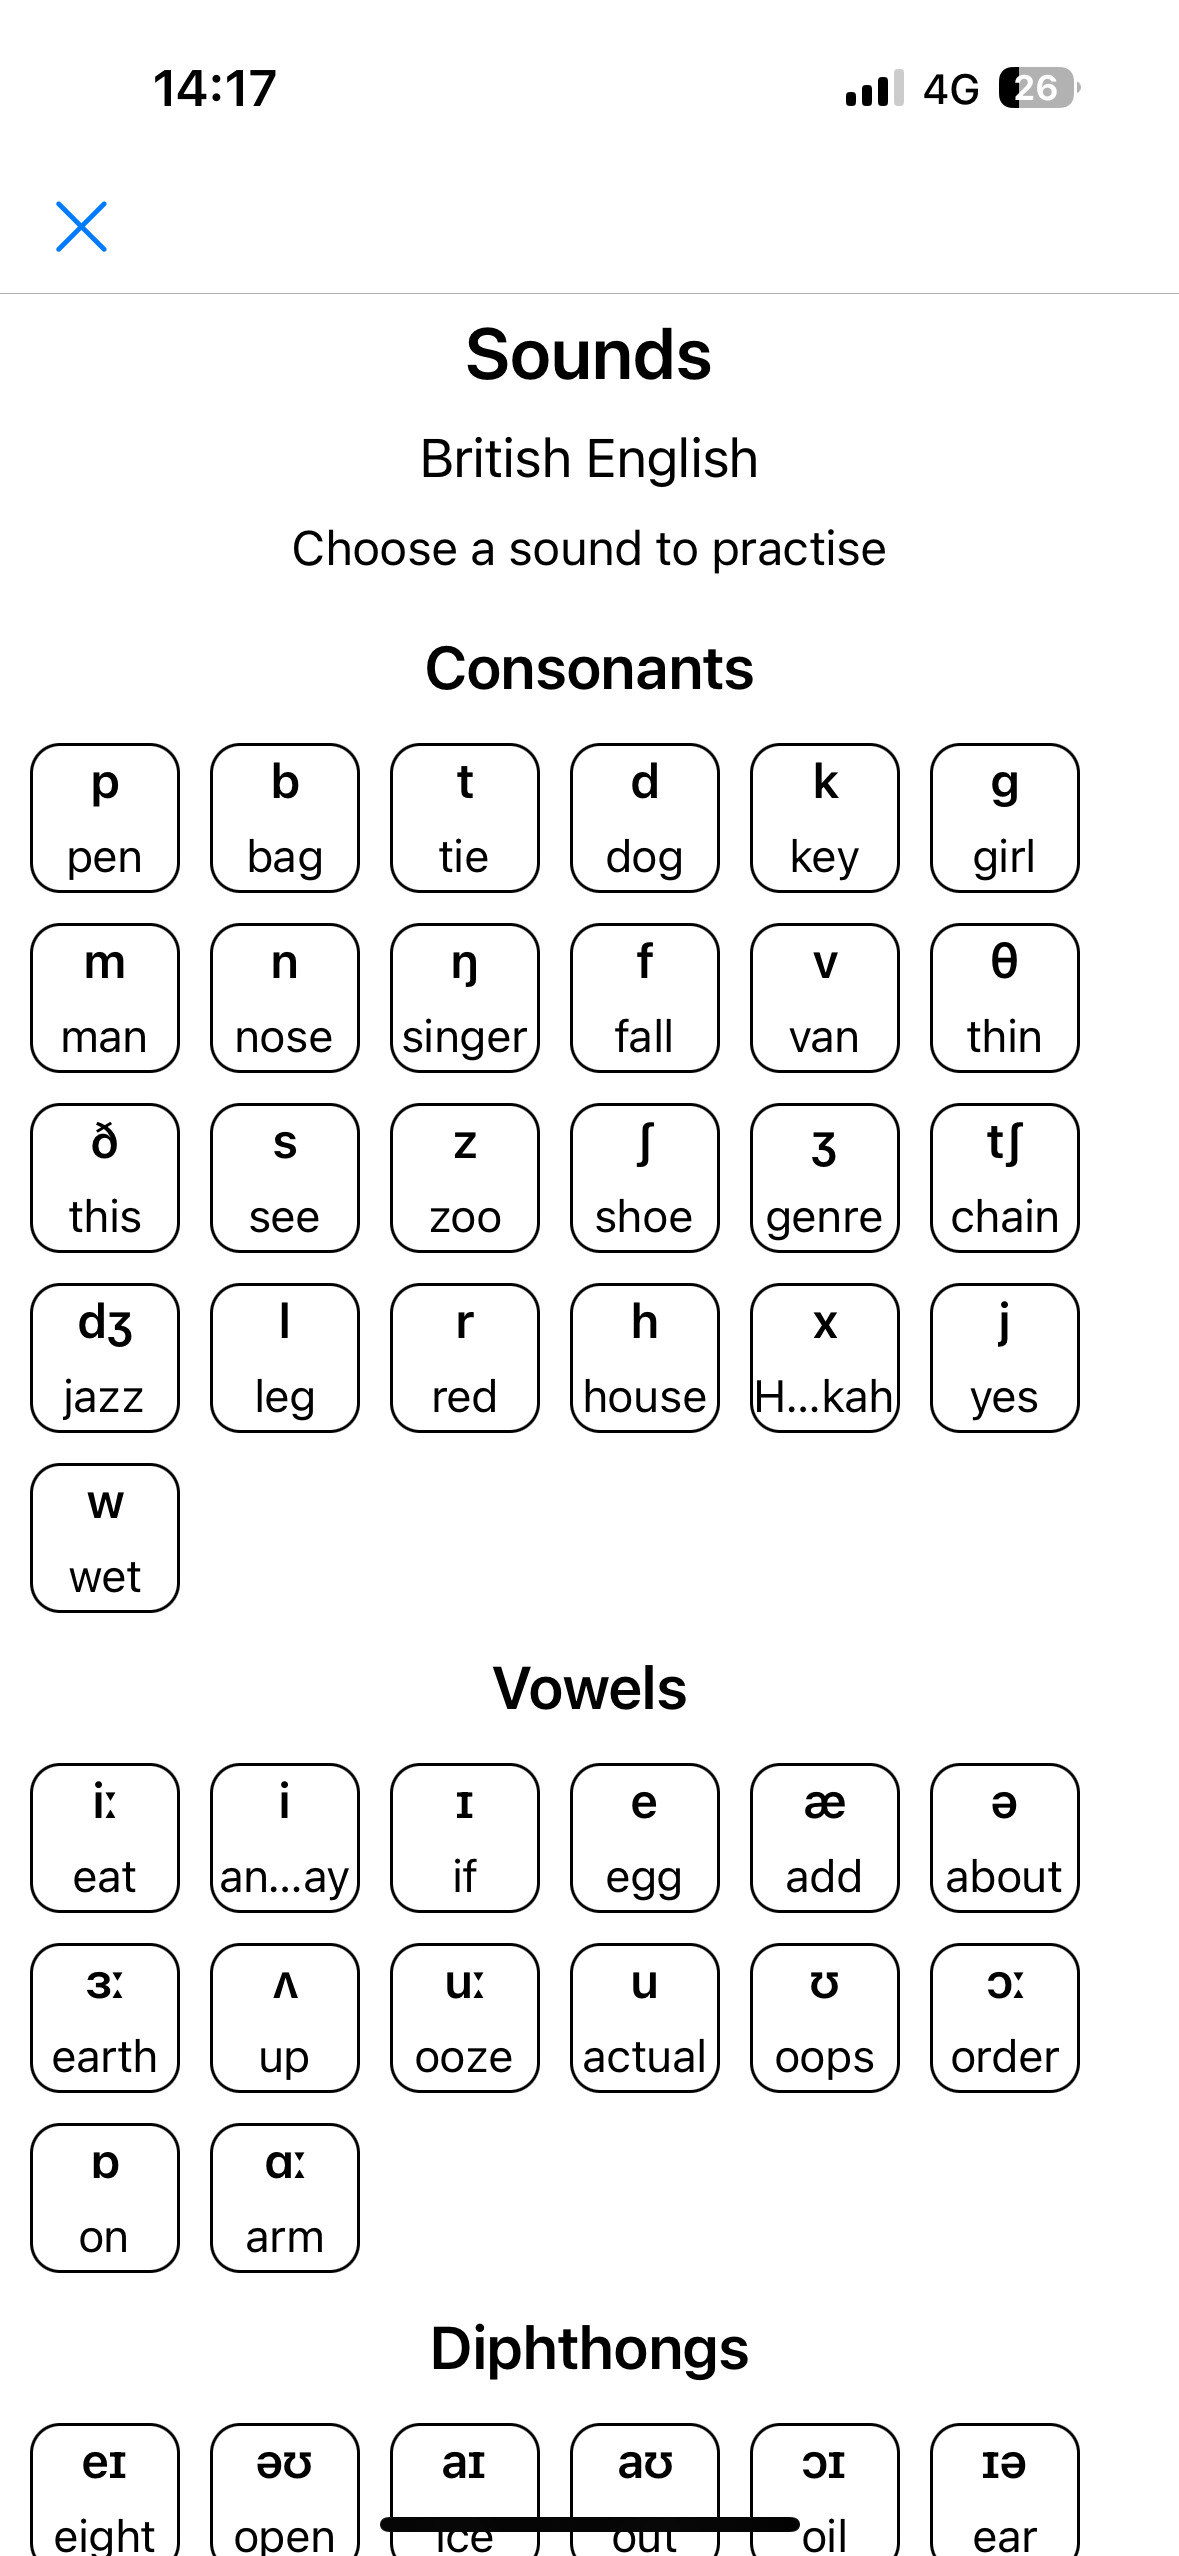 14:17 4G 26
Sounds
British English
Choose a sound to practise
Consonants
p b t d k g
pen bag tie dog key girl
m n ŋ f v θ
man nose singer fall van thin
ð s z ʃ ʒ tʃ
this see zoo shoe genre chain
dʒ l r h x j
jazz leg red house H...kah yes
w
wet
Vowels
iː i ɪ e æ ə
eat an...ay if egg add about
ɜː ʌ uː u ʊ ɔː
earth up ooze actual oops order
ɒ ɑː
on arm
Diphthongs
eɪ əʊ aɪ aʊ ɔɪ ɪə
eight open ice out oil ear